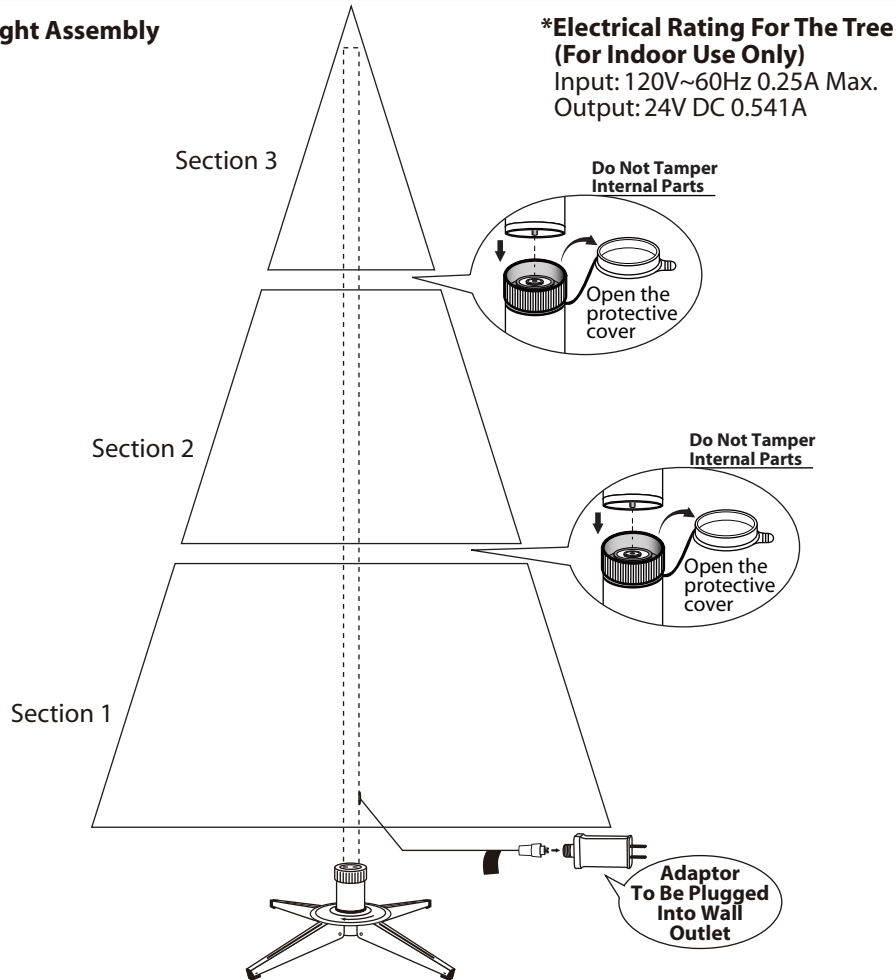 ght Assembly
*Electrical Rating For The Tree
(For Indoor Use Only)
Input: 120V~60Hz 0.25A Max.
Output: 24V DC 0.541A
Section 3
Do Not Tamper
Internal Parts
Open the
protective
cover
Section 2
Do Not Tamper
Internal Parts
Open the
protective
cover
Section 1
Adaptor
To Be Plugged
Into Wall
Outlet